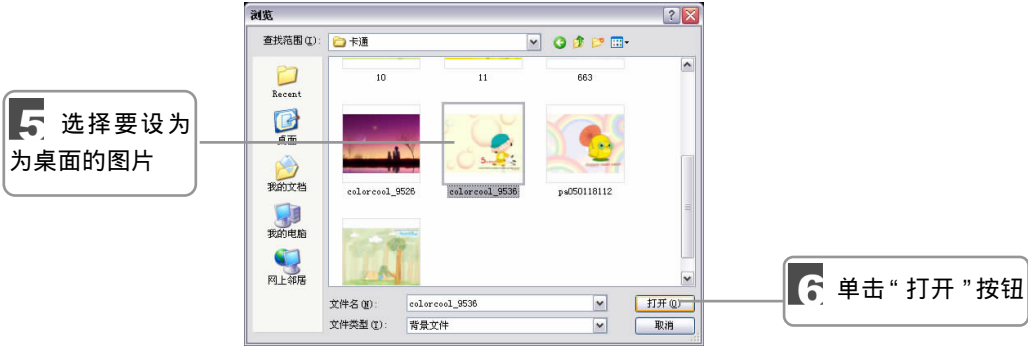 浏览
查找范围(I):
卡通
10
11
663
Recent
桌面
我的文档
我的电脑
网上邻居
colorcool_9526
colorcool_9536
pa050118112
5 选择要设为
为桌面的图片
文件名(N):
colorcool_9536
打开(O)
文件类型(T):
背景文件
取消
6 单击“打开”按钮